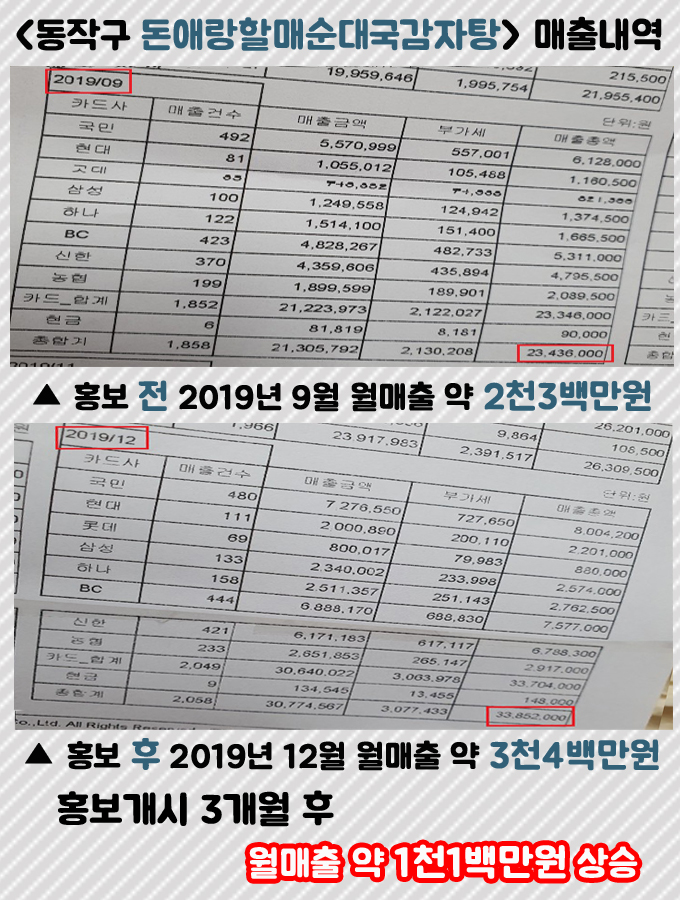 <동작구 돈애랑할매순대국감자탕> 매출내역
215,500
19,959,646 1,995,754 21,955,400
2019/09
단위:원
카드사 매출건수 매출금액 부가세 매출총액
국민 492 5,570,999 557,001 6,128,000
현대 81 1,055,012 105,488 1,160,500
삼성 100 1,249,558 124,942 1,374,500
하나 122 1,514,100 151,400 1,665,500
BC 423 4,828,267 482,733 5,311,000
신한 370 4,359,606 435,894 4,795,500
농협 199 1,899,599 189,901 2,089,500
카드_합계 1,852 21,223,973 2,122,027 23,346,000
현금 6 81,819 8,181 90,000
총합계 1,858 21,305,792 2,130,208 23,436,000
▲ 홍보 전 2019년 9월 월매출 약 2천3백만원
26,201,000
9,864 108,500
1,966 23,917,983 2,391,517 26,309,500
2019/12
단위:원
카드사 매출건수 매출금액 부가세 매출총액
국민 480 7,276,550 727,650 8,004,200
현대 111 2,000,890 200,110 2,201,000
롯데 69 800,017 79,983 880,000
삼성 133 2,340,002 233,998 2,574,000
하나 158 2,511,357 251,143 2,762,500
BC 444 6,888,170 688,830 7,577,000
신한 421 6,171,183 617,117 6,788,300
농협 233 2,651,853 265,147 2,917,000
카드_합계 2,049 30,640,022 3,063,978 33,704,000
현금 9 134,545 13,455 148,000
총합계 2,058 30,774,567 3,077,433 33,852,000
Co.,Ltd. All Rights Reserved
▲ 홍보 후 2019년 12월 월매출 약 3천4백만원
홍보개시 3개월 후
월매출 약 1천1백만원 상승